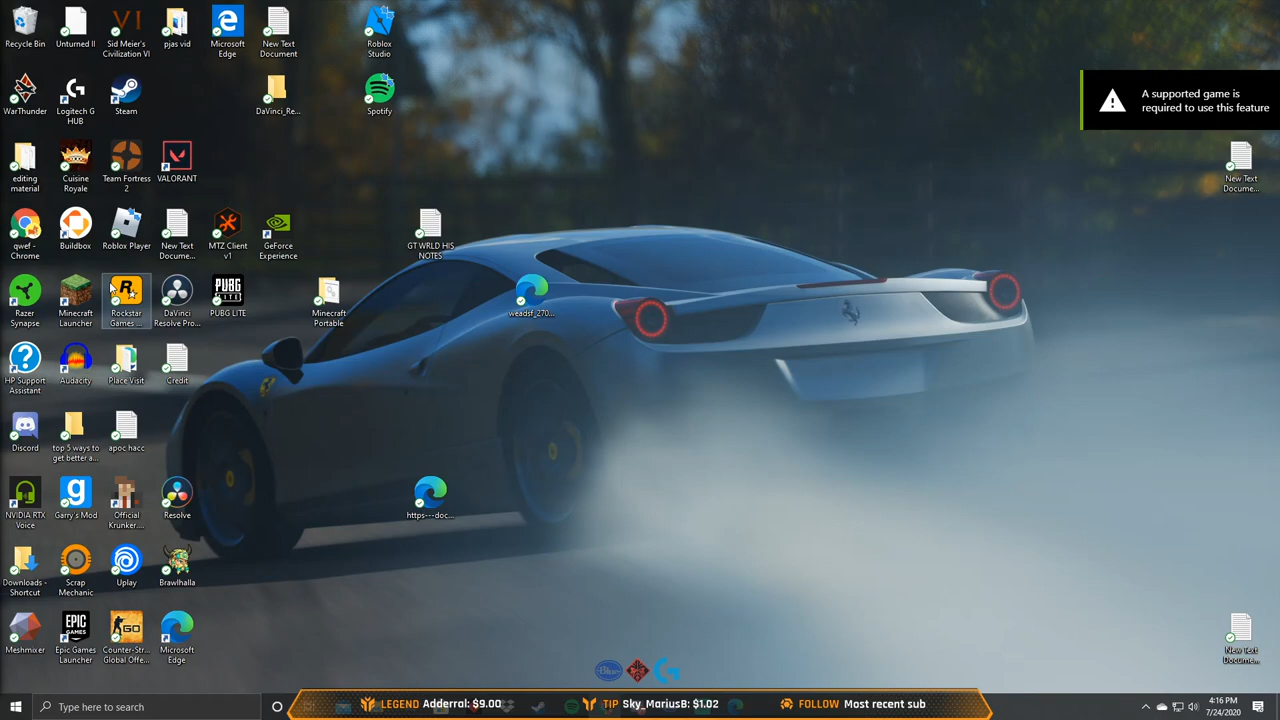 Recycle Bin
Unturned II
Sid Meier's
Civilization VI
pjas vid
Microsoft
Edge
New Text
Document
Roblox
Studio
WarThunder
Logitech G
HUB
Steam
DaVinci_Re...
Spotify
A supported game is
required to use this feature
editing
material
Cuisine
Royale
Team Fortress
2
VALORANT
New Text
Docume...
qwef -
Chrome
Buildbox
Roblox Player
New Text
Docume...
MTZ Client
v1
GeForce
Experience
GT WRLD HIS
NOTES
Razer
Synapse
Minecraft
Launcher
Rockstar
Games ...
DaVinci
Resolve Pro...
PUBG
LITE
PUBG LITE
Minecraft
Portable
weadsf_270...
HP Support
Assistant
Audacity
Place Visit
Credit
Discord
top 5 ways to
get better a...
apoc hacc
NVIDIA RTX
Voice
Garry's Mod
Official
Krunker....
Resolve
https---doc...
Downloads -
Shortcut
Scrap
Mechanic
Uplay
Brawlhalla
Meshmixer
EPIC
GAMES
Epic Games
Launcher
GO
Counter-Str...
Global Offe...
Microsoft
Edge
New Text
Docume...
Blue
Type here to search
LEGEND Adderral: $9.00
TIP Sky_MariusB: $1.02
FOLLOW Most recent sub
4:16 PM
7/24/2020